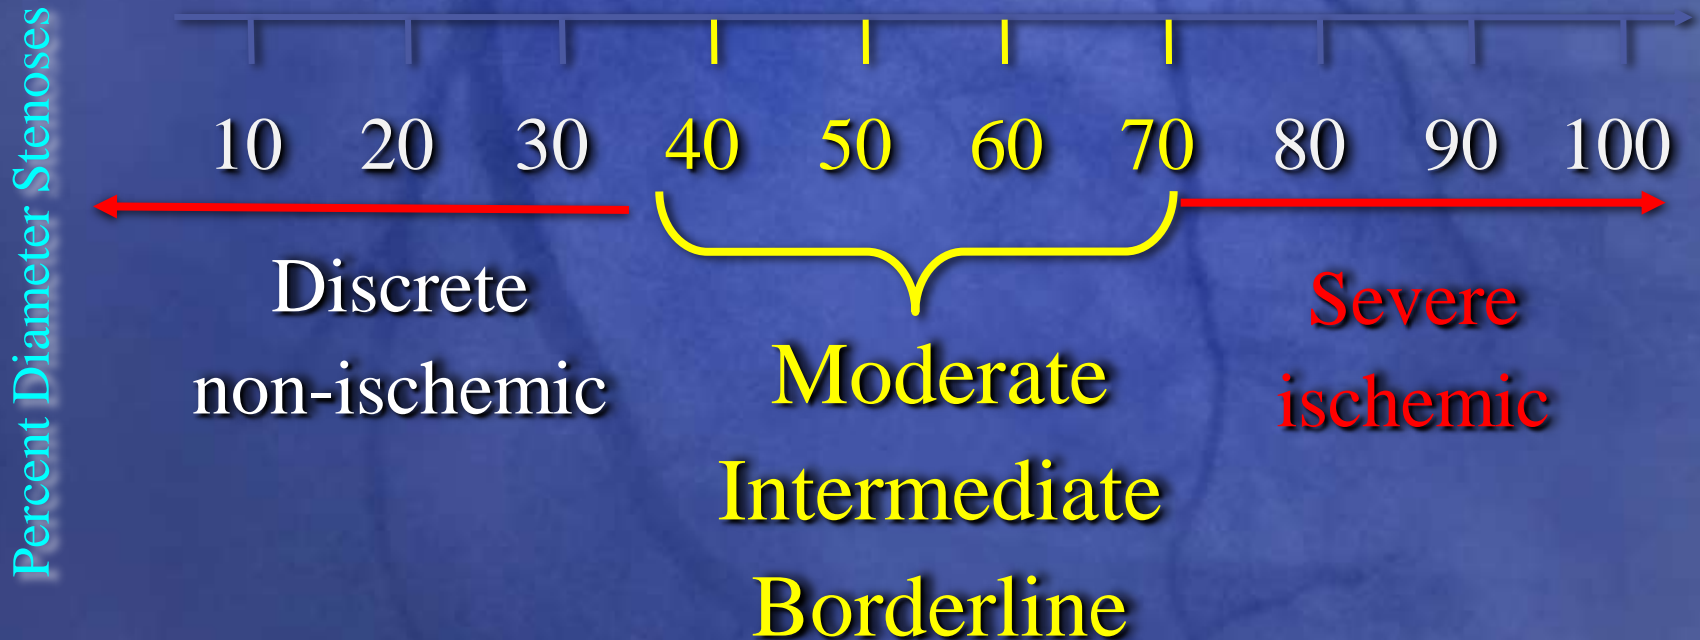 Percent Diameter Stenoses
10 20 30 40 50 60 70 80 90 100
Discrete
non-ischemic
Moderate
Intermediate
Borderline
Severe
ischemic